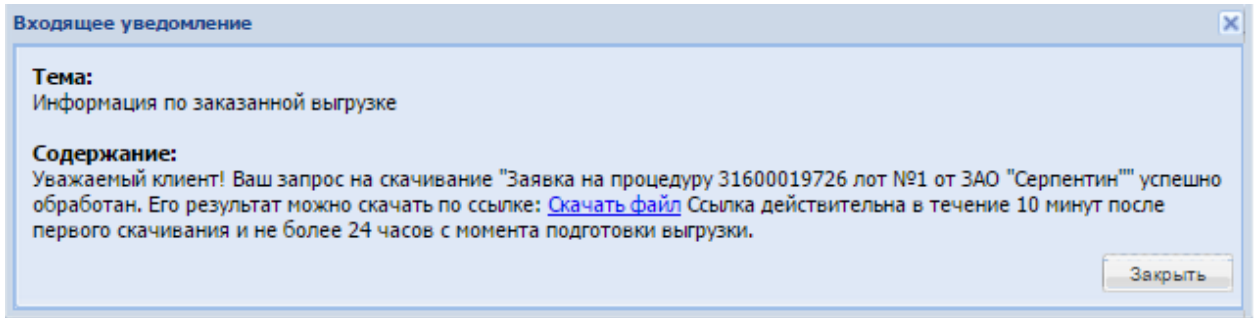 Входящее уведомление
Тема:
Информация по заказанной выгрузке
Содержание:
Уважаемый клиент! Ваш запрос на скачивание "Заявка на процедуру 31600019726 лот №1 от ЗАО "Серпентин"" успешно
обработан. Его результат можно скачать по ссылке: Скачать файл Ссылка действительна в течение 10 минут после
первого скачивания и не более 24 часов с момента подготовки выгрузки.
Закрыть